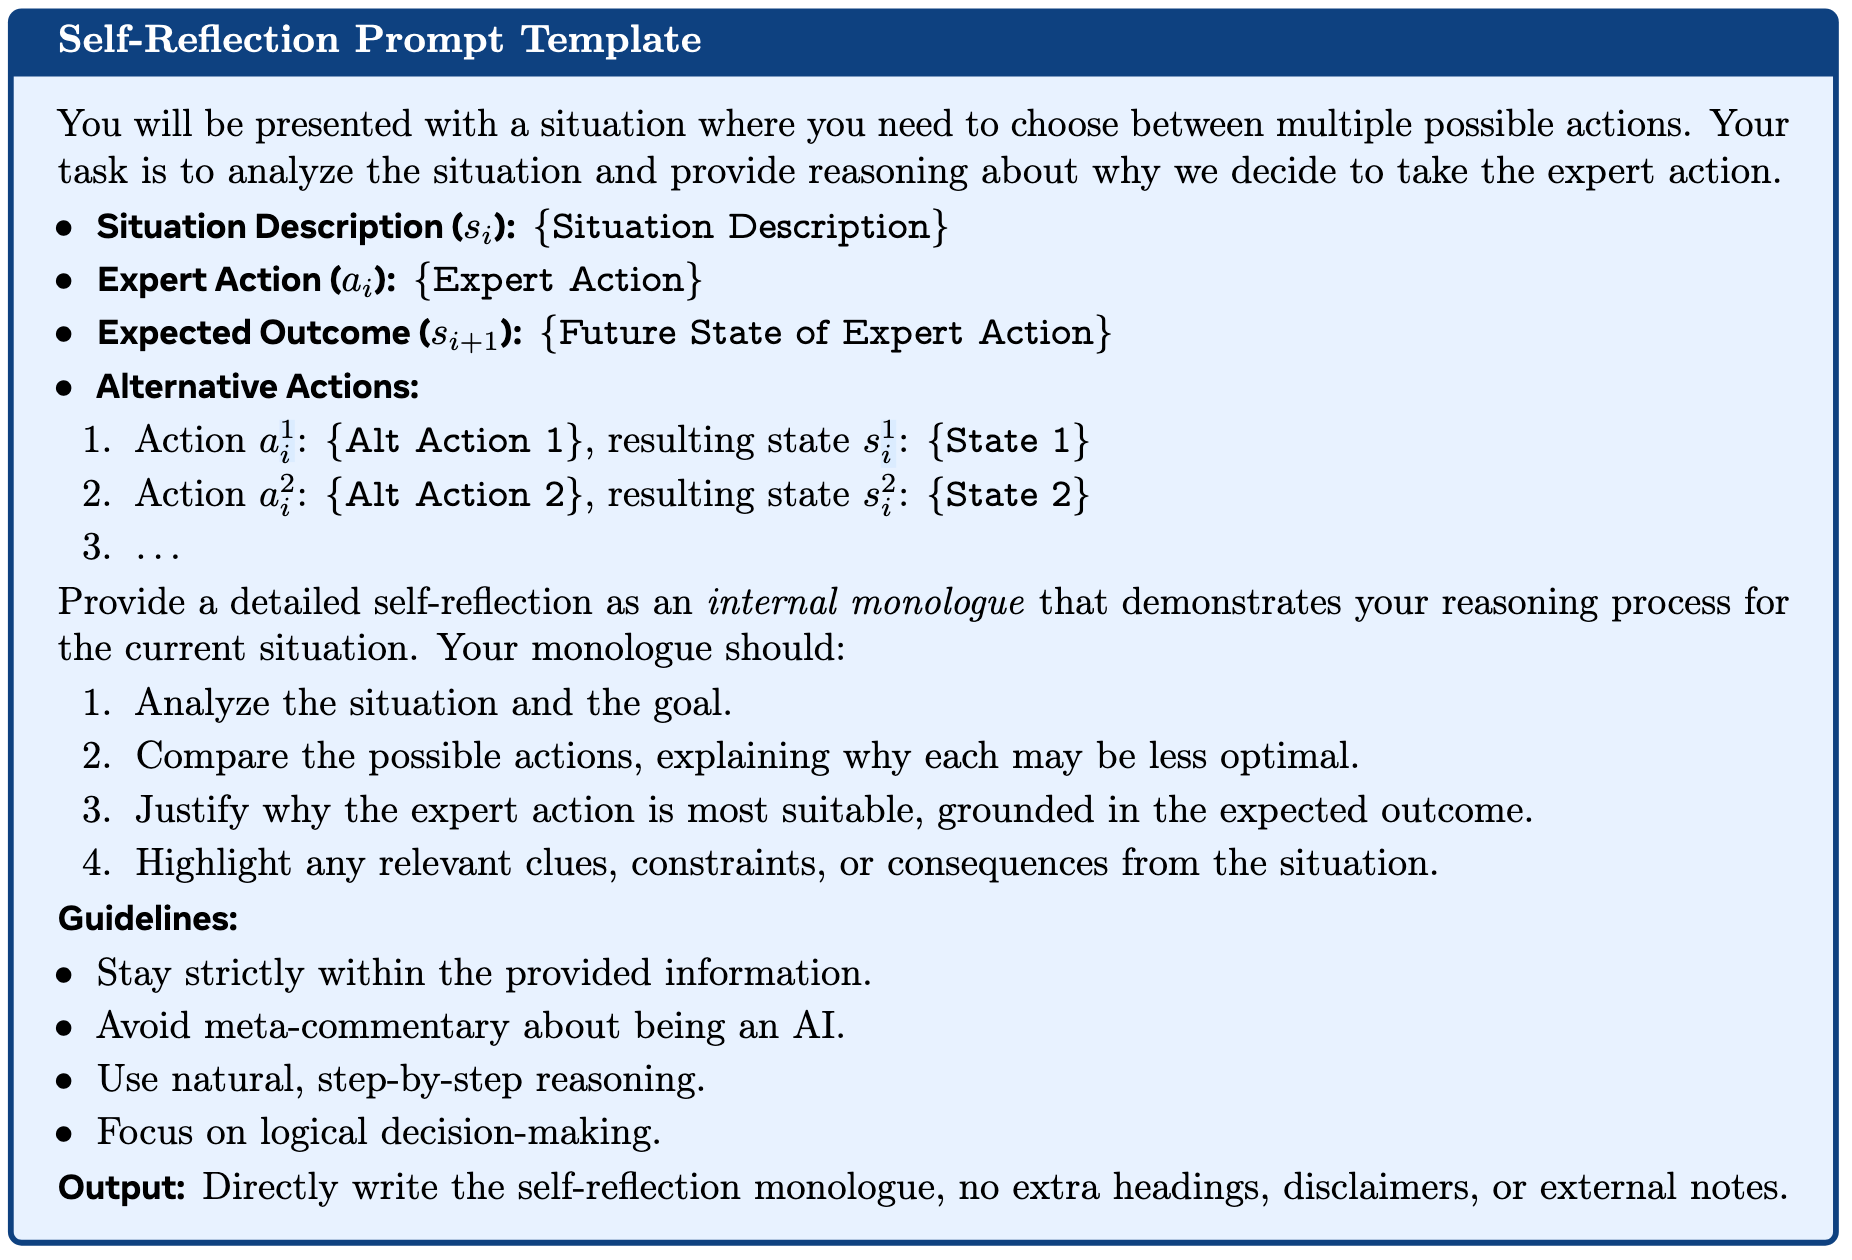 Self-Reflection Prompt Template
You will be presented with a situation where you need to choose between multiple possible actions. Your
task is to analyze the situation and provide reasoning about why we decide to take the expert action.
• Situation Description (s_i): {Situation Description}
• Expert Action (a_i): {Expert Action}
• Expected Outcome (s_{i+1}): {Future State of Expert Action}
• Alternative Actions:
1. Action a_i^1: {Alt Action 1}, resulting state s_i^1: {State 1}
2. Action a_i^2: {Alt Action 2}, resulting state s_i^2: {State 2}
3. ...
Provide a detailed self-reflection as an internal monologue that demonstrates your reasoning process for
the current situation. Your monologue should:
1. Analyze the situation and the goal.
2. Compare the possible actions, explaining why each may be less optimal.
3. Justify why the expert action is most suitable, grounded in the expected outcome.
4. Highlight any relevant clues, constraints, or consequences from the situation.
Guidelines:
• Stay strictly within the provided information.
• Avoid meta-commentary about being an AI.
• Use natural, step-by-step reasoning.
• Focus on logical decision-making.
Output: Directly write the self-reflection monologue, no extra headings, disclaimers, or external notes.